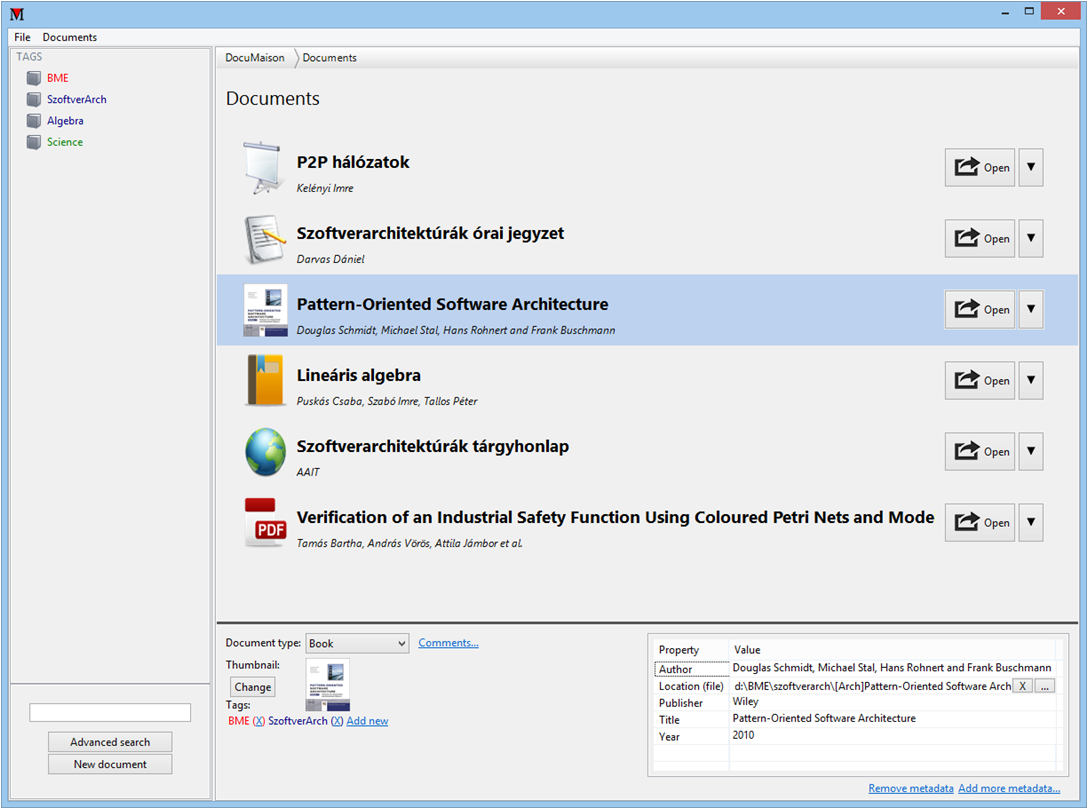 File Documents
TAGS
BME
SzoftverArch
Algebra
Science
Advanced search
New document
DocuMaison Documents
Documents
P2P hálózatok
Kelényi Imre
Open
Szoftverarchitektúrák órai jegyzet
Darvas Dániel
Open
Pattern-Oriented Software Architecture
Douglas Schmidt, Michael Stal, Hans Rohnert and Frank Buschmann
Open
Lineáris algebra
Puskás Csaba, Szabó Imre, Tallos Péter
Open
Szoftverarchitektúrák tárgyhonlap
AAIT
Open
PDF
Verification of an Industrial Safety Function Using Coloured Petri Nets and Mode
Tamás Bartha, András Vörös, Attila Jámbor et al.
Open
Document type: Book Comments...
Thumbnail:
Change
Tags:
BME (X) SzoftverArch (X) Add new
Property Value
Author Douglas Schmidt, Michael Stal, Hans Rohnert and Frank Buschmann
Location (file) d:\BME\szoftverarch\[Arch]Pattern-Oriented Software Arch X ...
Publisher Wiley
Title Pattern-Oriented Software Architecture
Year 2010
Remove metadata Add more metadata...